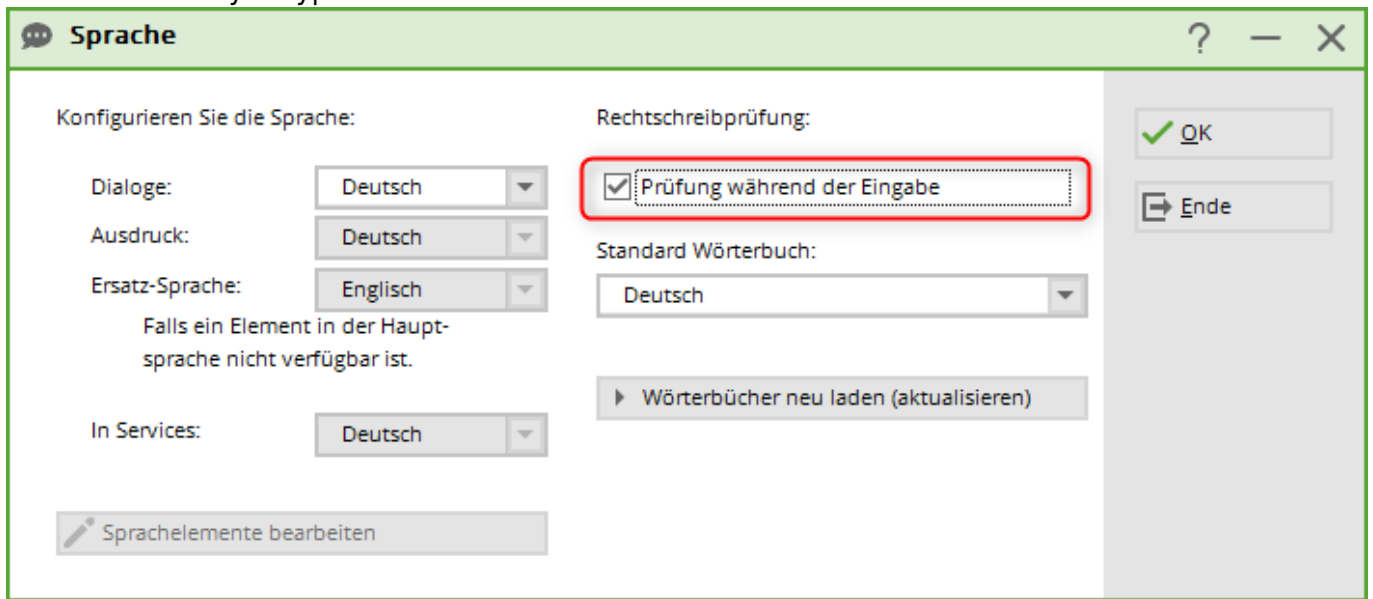 Sprache
? — ×
Konfigurieren Sie die Sprache:
Dialoge: Deutsch
Ausdruck: Deutsch
Ersatz-Sprache: Englisch
Falls ein Element in der Haupt-
sprache nicht verfügbar ist.
In Services: Deutsch
Sprachelemente bearbeiten
Rechtschreibprüfung:
Prüfung während der Eingabe
Standard Wörterbuch:
Deutsch
Wörterbücher neu laden (aktualisieren)
OK
Ende